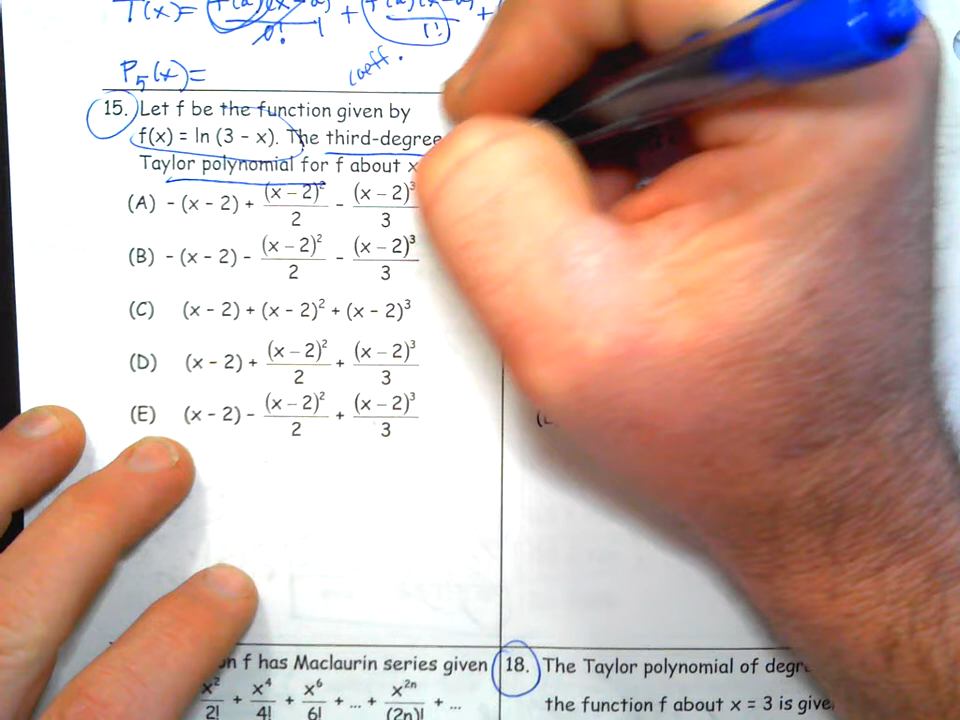 P₅(x) =
coeff.
15. Let f be the function given by
f(x) = ln (3 - x). The third-degree
Taylor polynomial for f about x
(A) - (x - 2) + (x - 2)²/2 - (x - 2)³/3
(B) - (x - 2) - (x - 2)²/2 - (x - 2)³/3
(C) (x - 2) + (x - 2)² + (x - 2)³
(D) (x - 2) + (x - 2)²/2 + (x - 2)³/3
(E) (x - 2) - (x - 2)²/2 + (x - 2)³/3
f has Maclaurin series given
x²/2! + x⁴/4! + x⁶/6! + ... + x²ⁿ/(2n)! + ...
18. The Taylor polynomial of
the function f about x = 3 is